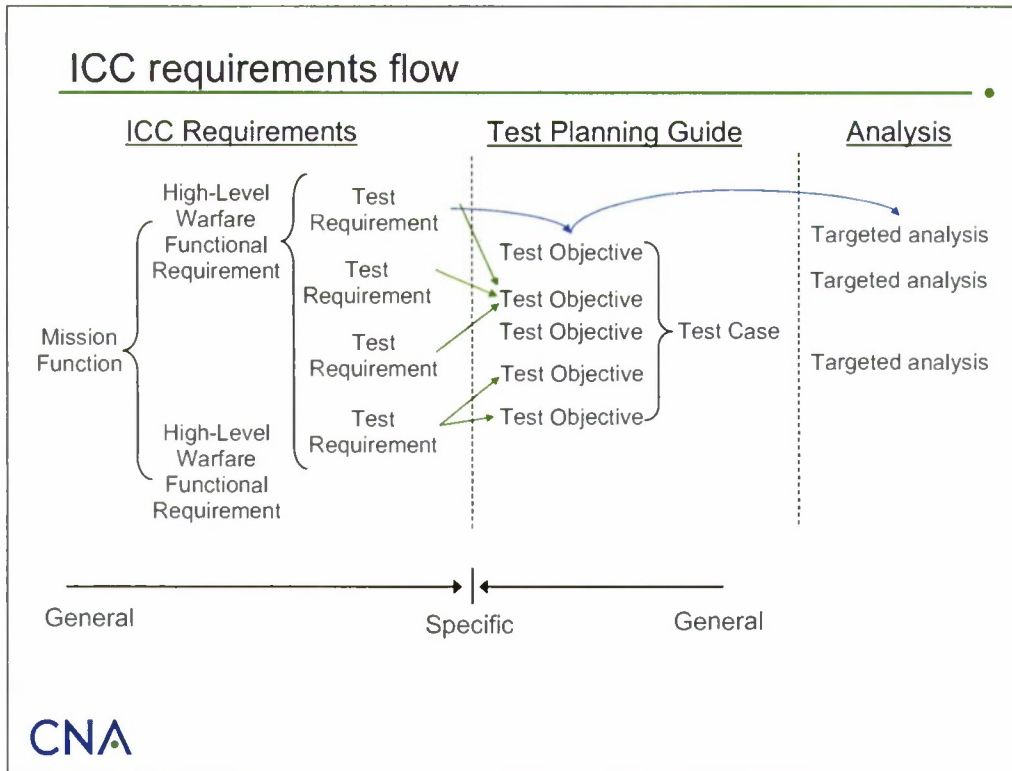 ICC requirements flow
ICC Requirements
Test Planning Guide
Analysis
Mission
Function
High-Level
Warfare
Functional
Requirement
High-Level
Warfare
Functional
Requirement
Test
Requirement
Test
Requirement
Test
Requirement
Test
Requirement
Test Objective
Test Objective
Test Objective
Test Objective
Test Objective
Test Case
Targeted analysis
Targeted analysis
Targeted analysis
General
Specific
General
CNA